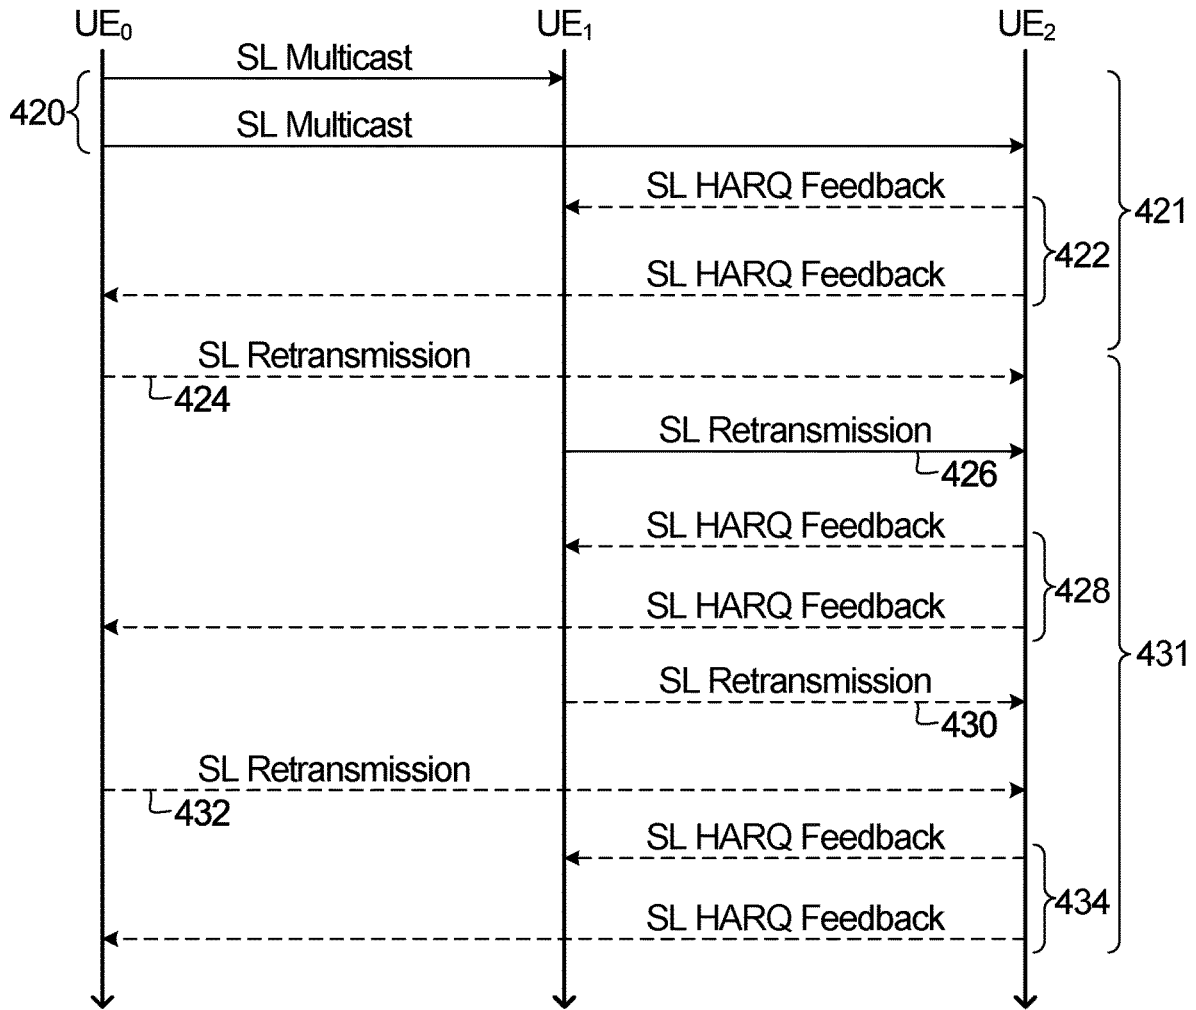 UE0 UE1 UE2
SL Multicast
420
SL Multicast
SL HARQ Feedback
421
422
SL HARQ Feedback
SL Retransmission
424
SL Retransmission
426
SL HARQ Feedback
428
SL HARQ Feedback
431
SL Retransmission
430
SL Retransmission
432
SL HARQ Feedback
434
SL HARQ Feedback